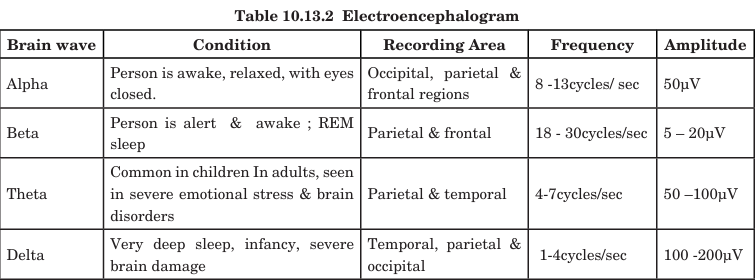 Table 10.13.2 Electroencephalogram
Brain wave Condition Recording Area Frequency Amplitude
Alpha Person is awake, relaxed, with eyes closed. Occipital, parietal & frontal regions 8 -13cycles/ sec 50μV
Beta Person is alert & awake ; REM sleep Parietal & frontal 18 - 30cycles/sec 5 – 20μV
Theta Common in children In adults, seen in severe emotional stress & brain disorders Parietal & temporal 4-7cycles/sec 50 –100μV
Delta Very deep sleep, infancy, severe brain damage Temporal, parietal & occipital 1-4cycles/sec 100 -200μV